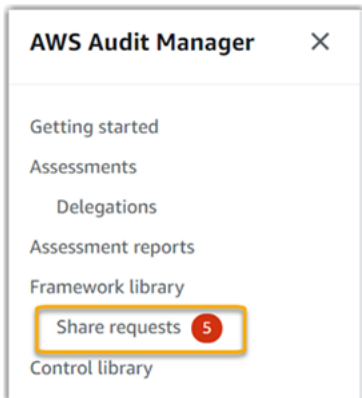 AWS Audit Manager
Getting started
Assessments
Delegations
Assessment reports
Framework library
Share requests 5
Control library